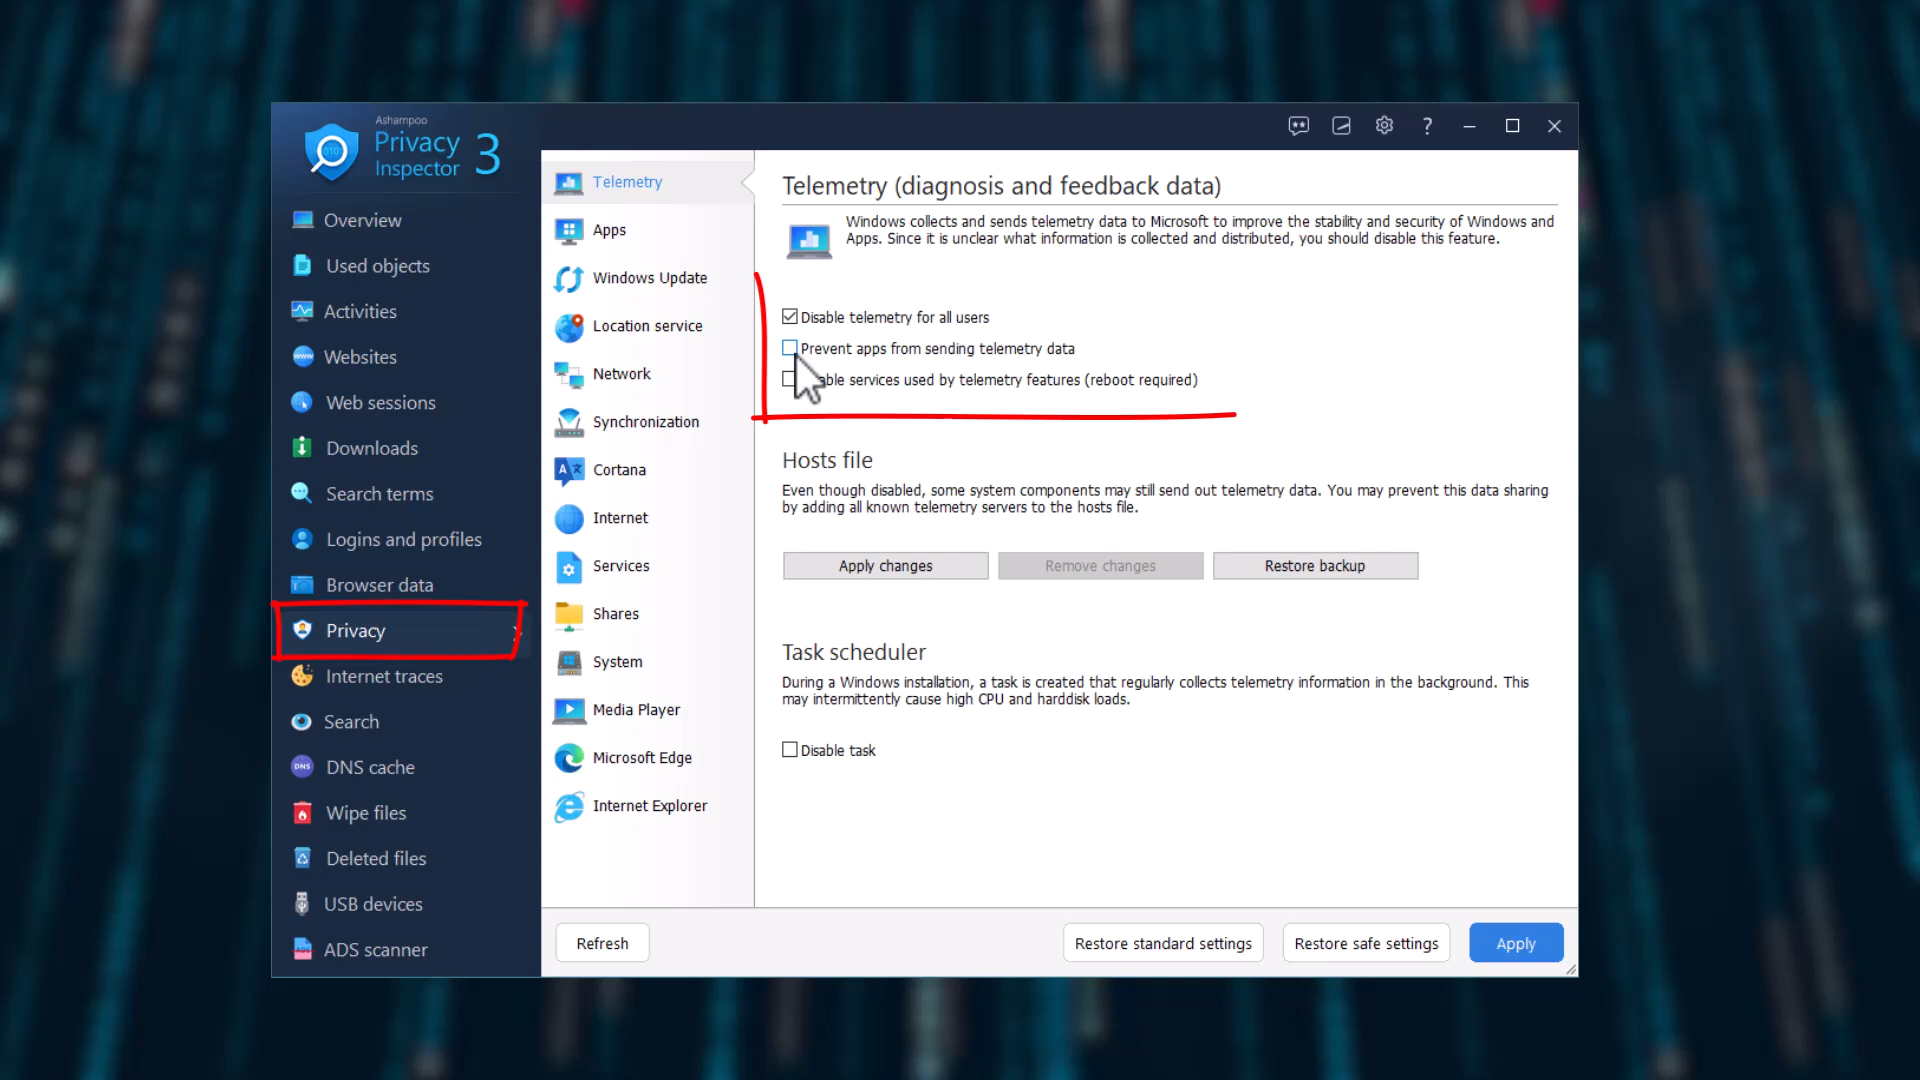 Ashampoo
Privacy
Inspector 3
Overview
Used objects
Activities
Websites
Web sessions
Downloads
Search terms
Logins and profiles
Browser data
Privacy
Internet traces
Search
DNS cache
Wipe files
Deleted files
USB devices
ADS scanner
Telemetry
Apps
Windows Update
Location service
Network
Synchronization
Cortana
Internet
Services
Shares
System
Media Player
Microsoft Edge
Internet Explorer
Telemetry (diagnosis and feedback data)
Windows collects and sends telemetry data to Microsoft to improve the stability and security of Windows and
Apps. Since it is unclear what information is collected and distributed, you should disable this feature.
Disable telemetry for all users
Prevent apps from sending telemetry data
services used by telemetry features (reboot required)
Hosts file
Even though disabled, some system components may still send out telemetry data. You may prevent this data sharing
by adding all known telemetry servers to the hosts file.
Apply changes
Remove changes
Restore backup
Task scheduler
During a Windows installation, a task is created that regularly collects telemetry information in the background. This
may intermittently cause high CPU and harddisk loads.
Disable task
Refresh
Restore standard settings
Restore safe settings
Apply